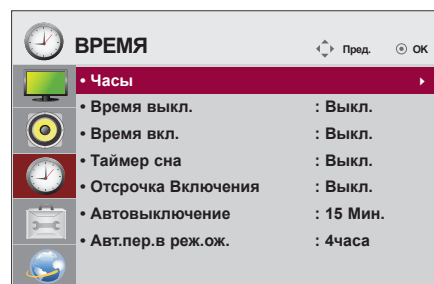 ВРЕМЯ Пред. OK
• Часы
• Время выкл. : Выкл.
• Время вкл. : Выкл.
• Таймер сна : Выкл.
• Отсрочка Включения : Выкл.
• Автовыключение : 15 Мин.
• Авт.пер.в реж.ож. : 4часа